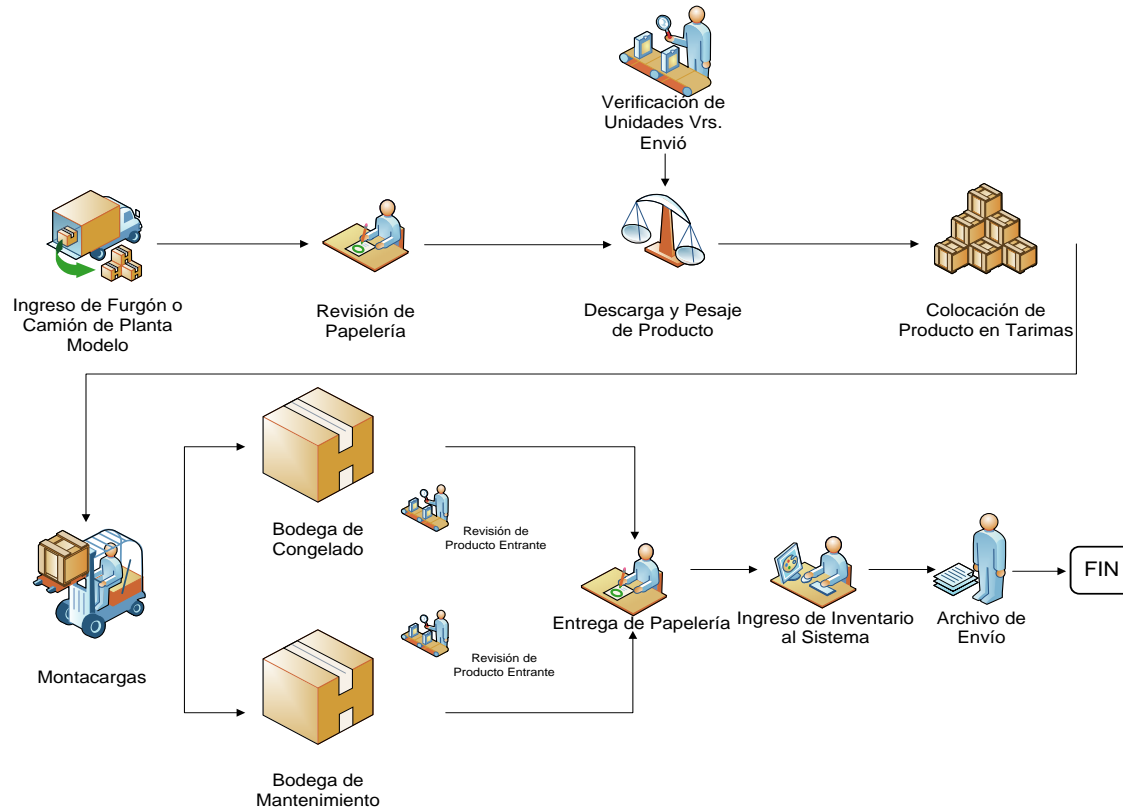 Verificación de
Unidades Vrs.
Envió
Ingreso de Furgón o
Camión de Planta
Modelo
Revisión de
Papelería
Descarga y Pesaje
de Producto
Colocación de
Producto en Tarimas
Montacargas
Bodega de
Congelado
Revisión de
Producto Entrante
Bodega de
Mantenimiento
Revisión de
Producto Entrante
Entrega de Papelería
Ingreso de Inventario
al Sistema
Archivo de
Envío
FIN